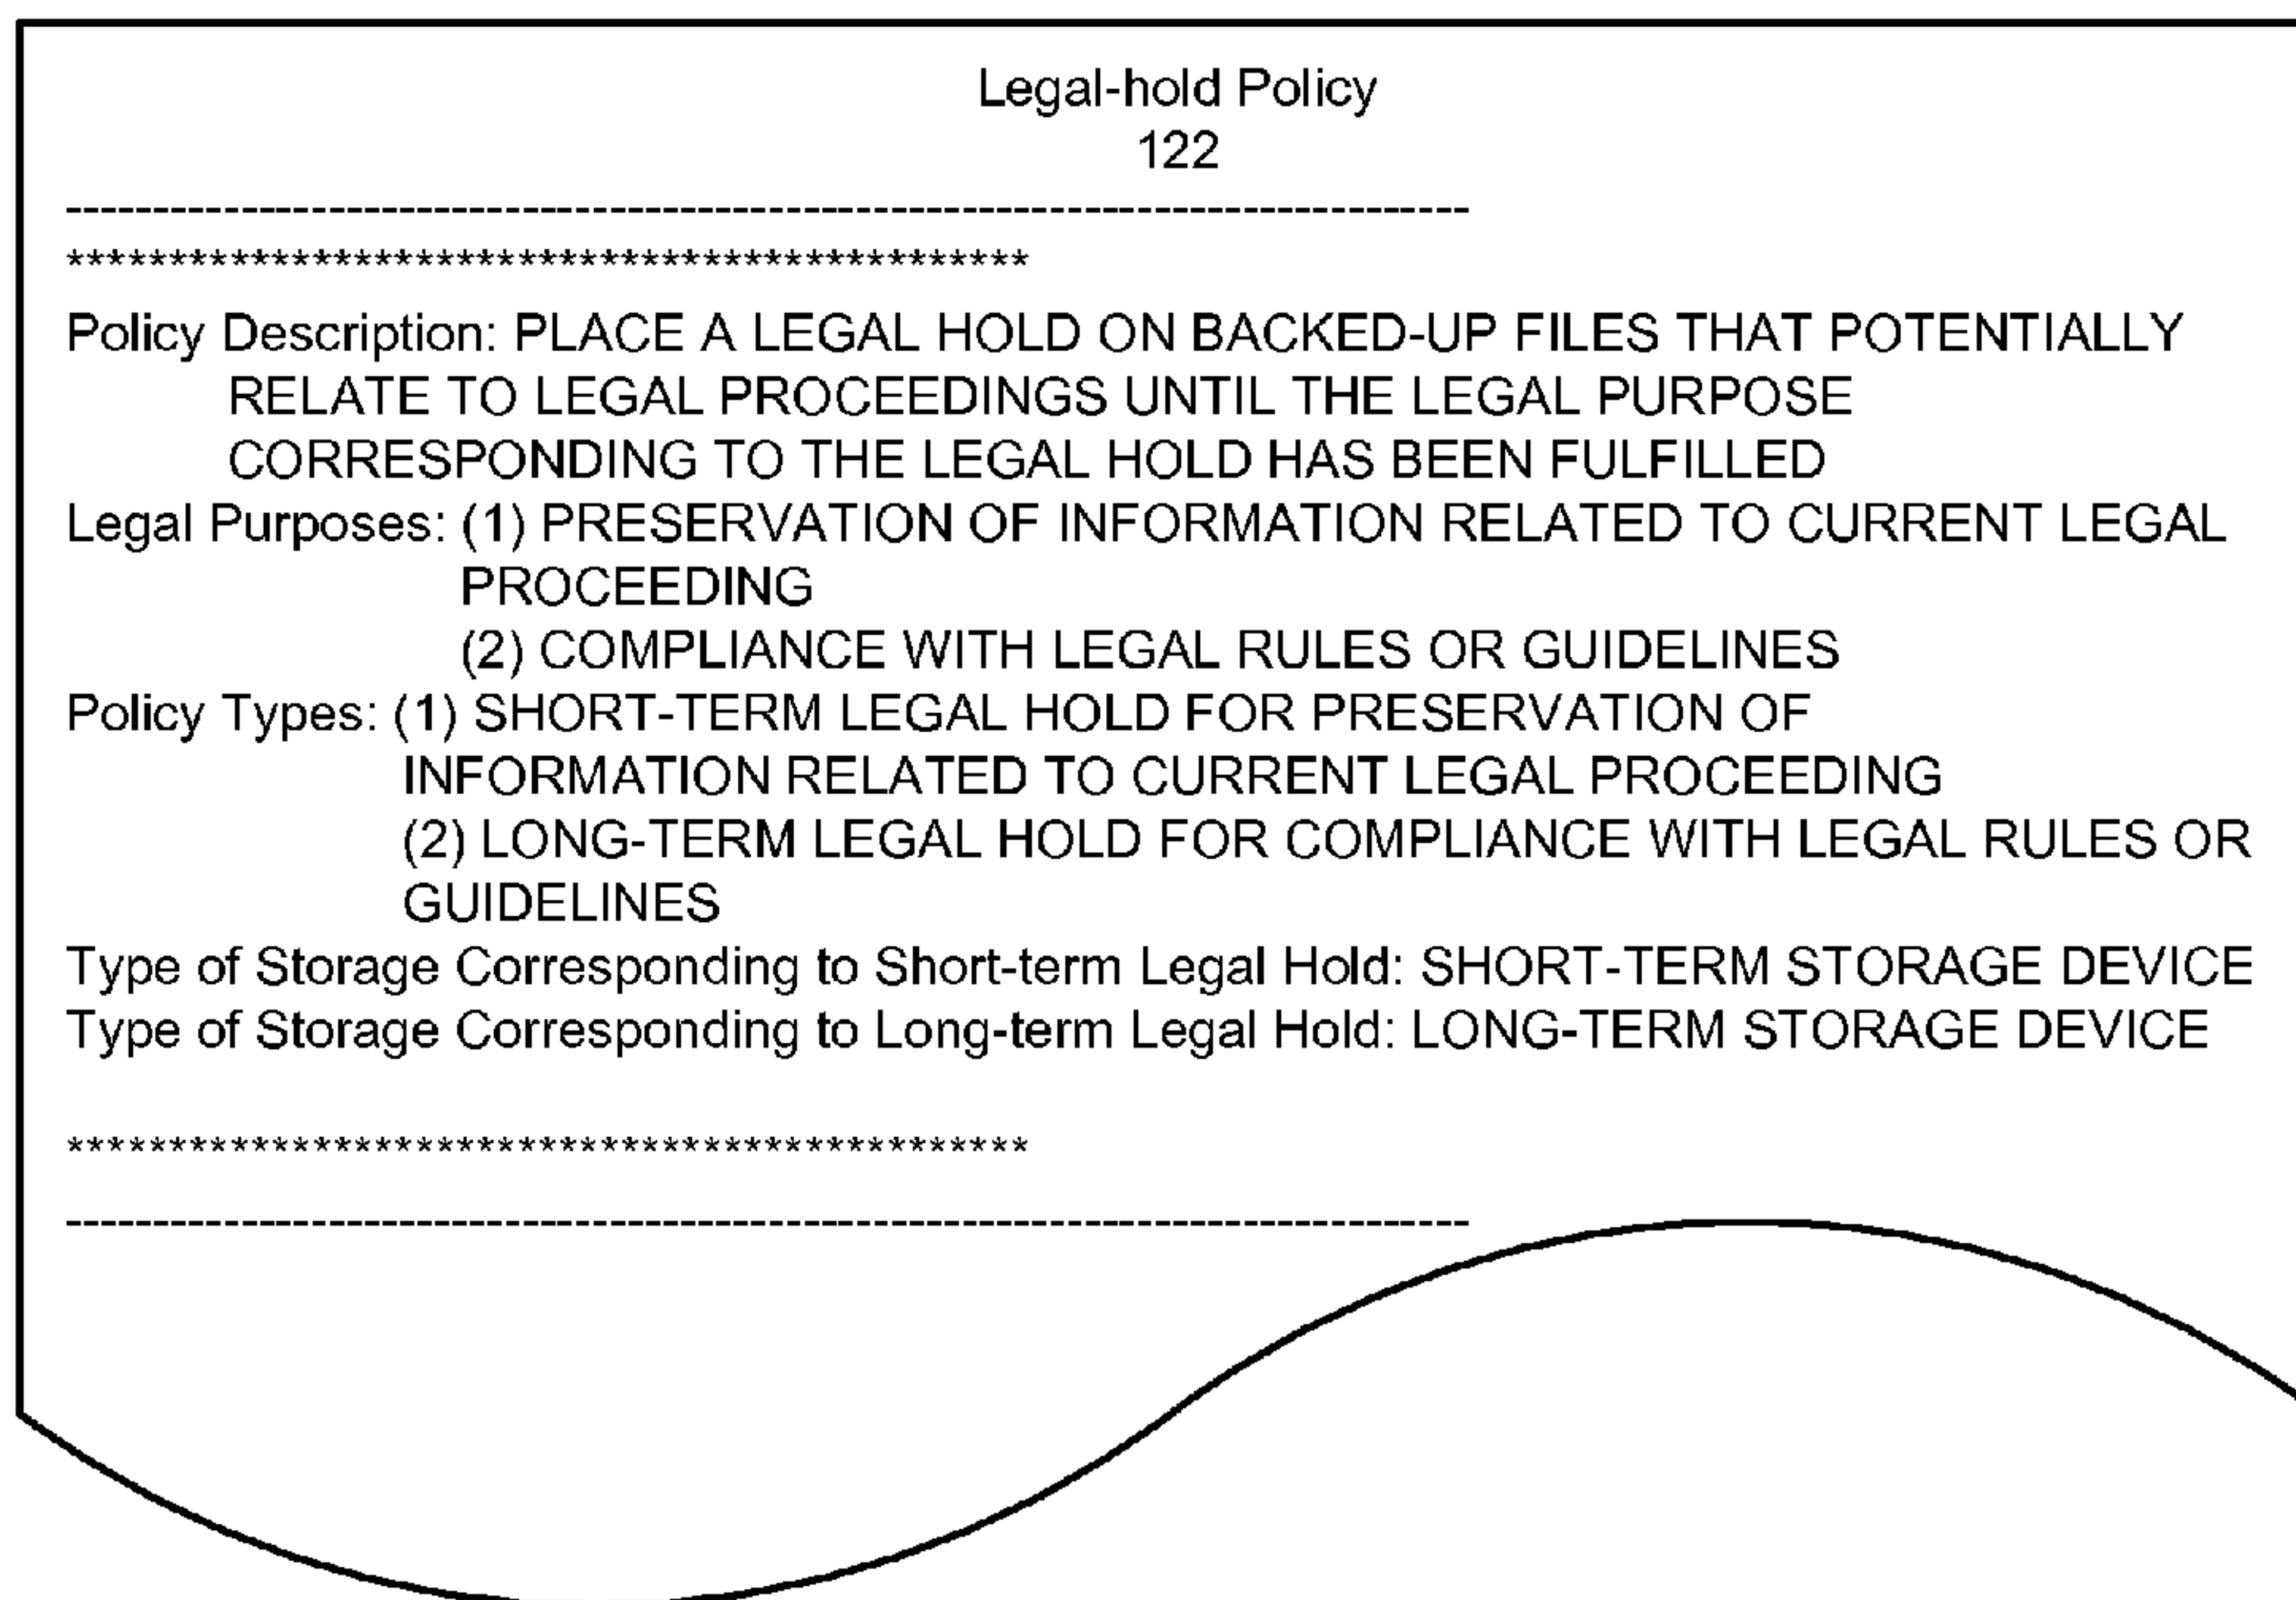 Legal-hold Policy
122
--------------------------------------------------------------------------------
***********************************************
Policy Description: PLACE A LEGAL HOLD ON BACKED-UP FILES THAT POTENTIALLY
RELATE TO LEGAL PROCEEDINGS UNTIL THE LEGAL PURPOSE
CORRESPONDING TO THE LEGAL HOLD HAS BEEN FULFILLED
Legal Purposes: (1) PRESERVATION OF INFORMATION RELATED TO CURRENT LEGAL
PROCEEDING
(2) COMPLIANCE WITH LEGAL RULES OR GUIDELINES
Policy Types: (1) SHORT-TERM LEGAL HOLD FOR PRESERVATION OF
INFORMATION RELATED TO CURRENT LEGAL PROCEEDING
(2) LONG-TERM LEGAL HOLD FOR COMPLIANCE WITH LEGAL RULES OR
GUIDELINES
Type of Storage Corresponding to Short-term Legal Hold: SHORT-TERM STORAGE DEVICE
Type of Storage Corresponding to Long-term Legal Hold: LONG-TERM STORAGE DEVICE
***********************************************
--------------------------------------------------------------------------------